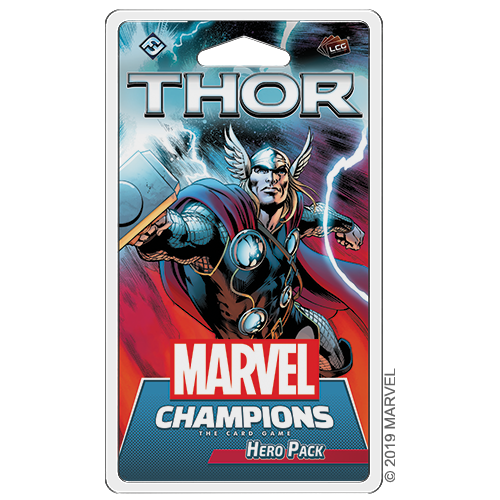 LCG
THOR
MARVEL
CHAMPIONS
THE CARD GAME
HERO PACK
© 2019 MARVEL